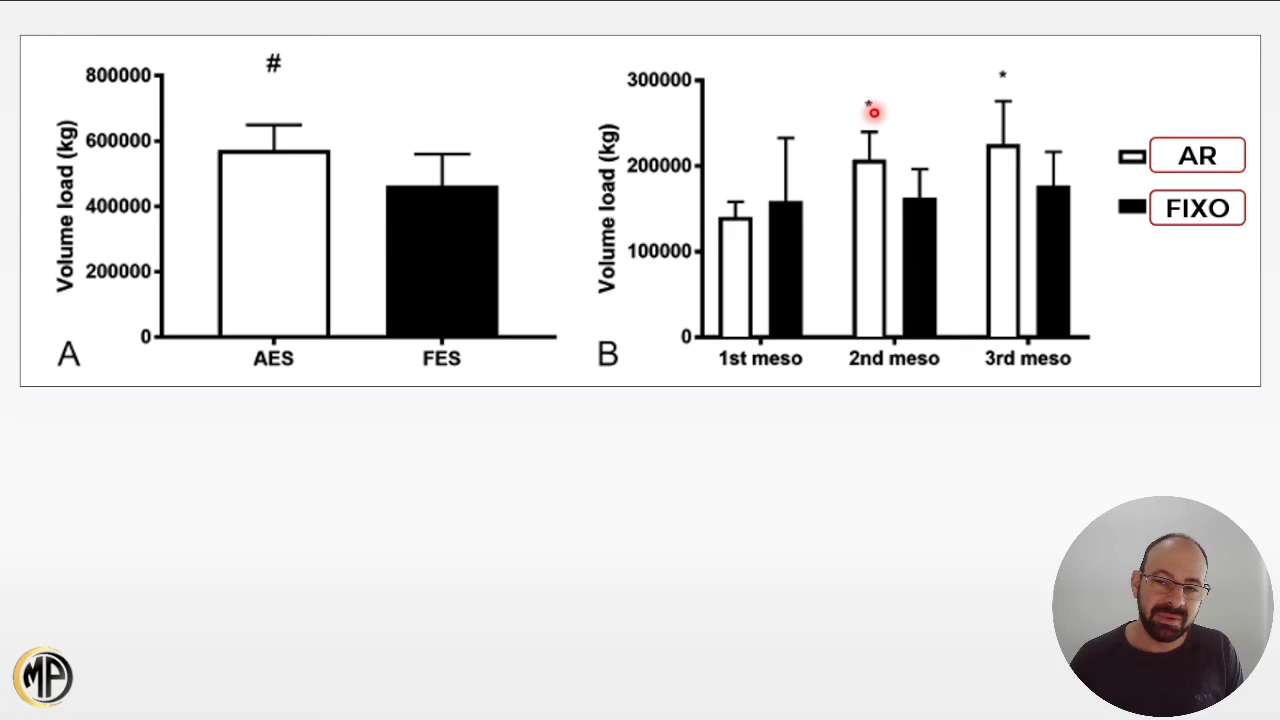 #
800000
600000
400000
200000
0
Volume load (kg)
AES
FES
A
300000
200000
100000
0
Volume load (kg)
*
*
1st meso
2nd meso
3rd meso
B
AR
FIXO
MP